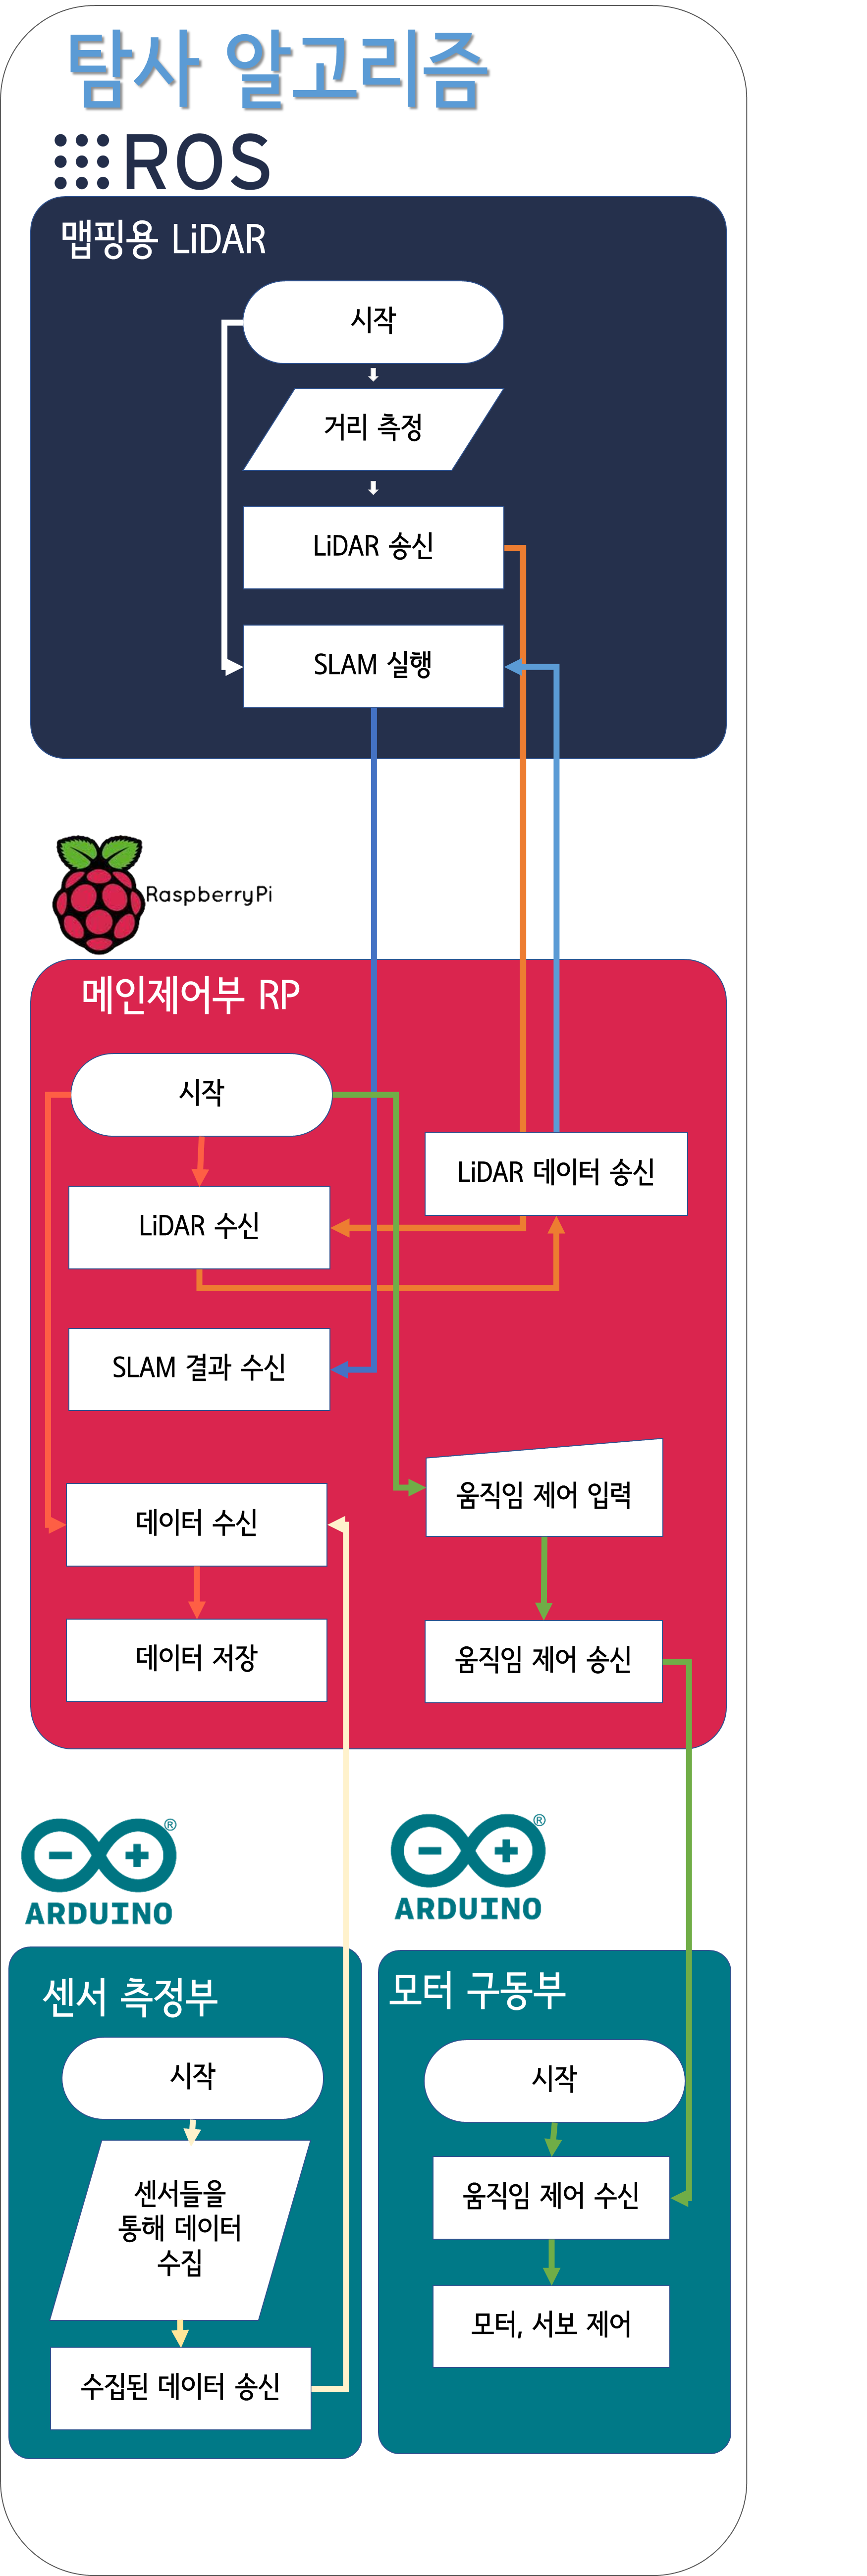 탐사 알고리즘
ROS
맵핑용 LiDAR
시작
거리 측정
LiDAR 송신
SLAM 실행
RaspberryPi
메인제어부 RP
시작
LiDAR 데이터 송신
LiDAR 수신
SLAM 결과 수신
움직임 제어 입력
데이터 수신
데이터 저장
움직임 제어 송신
®
ARDUINO
®
ARDUINO
센서 측정부
시작
센서들을
통해 데이터
수집
수집된 데이터 송신
모터 구동부
시작
움직임 제어 수신
모터, 서보 제어